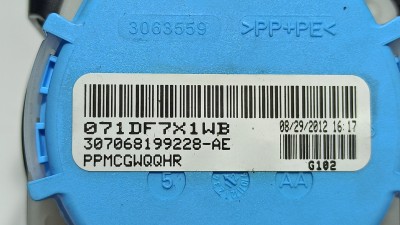 3063559 >PP+PE<
071DF7X1WB 08/29/2012 16:17
307068199228-AE
PPMCGWQQHR G102
5 AA